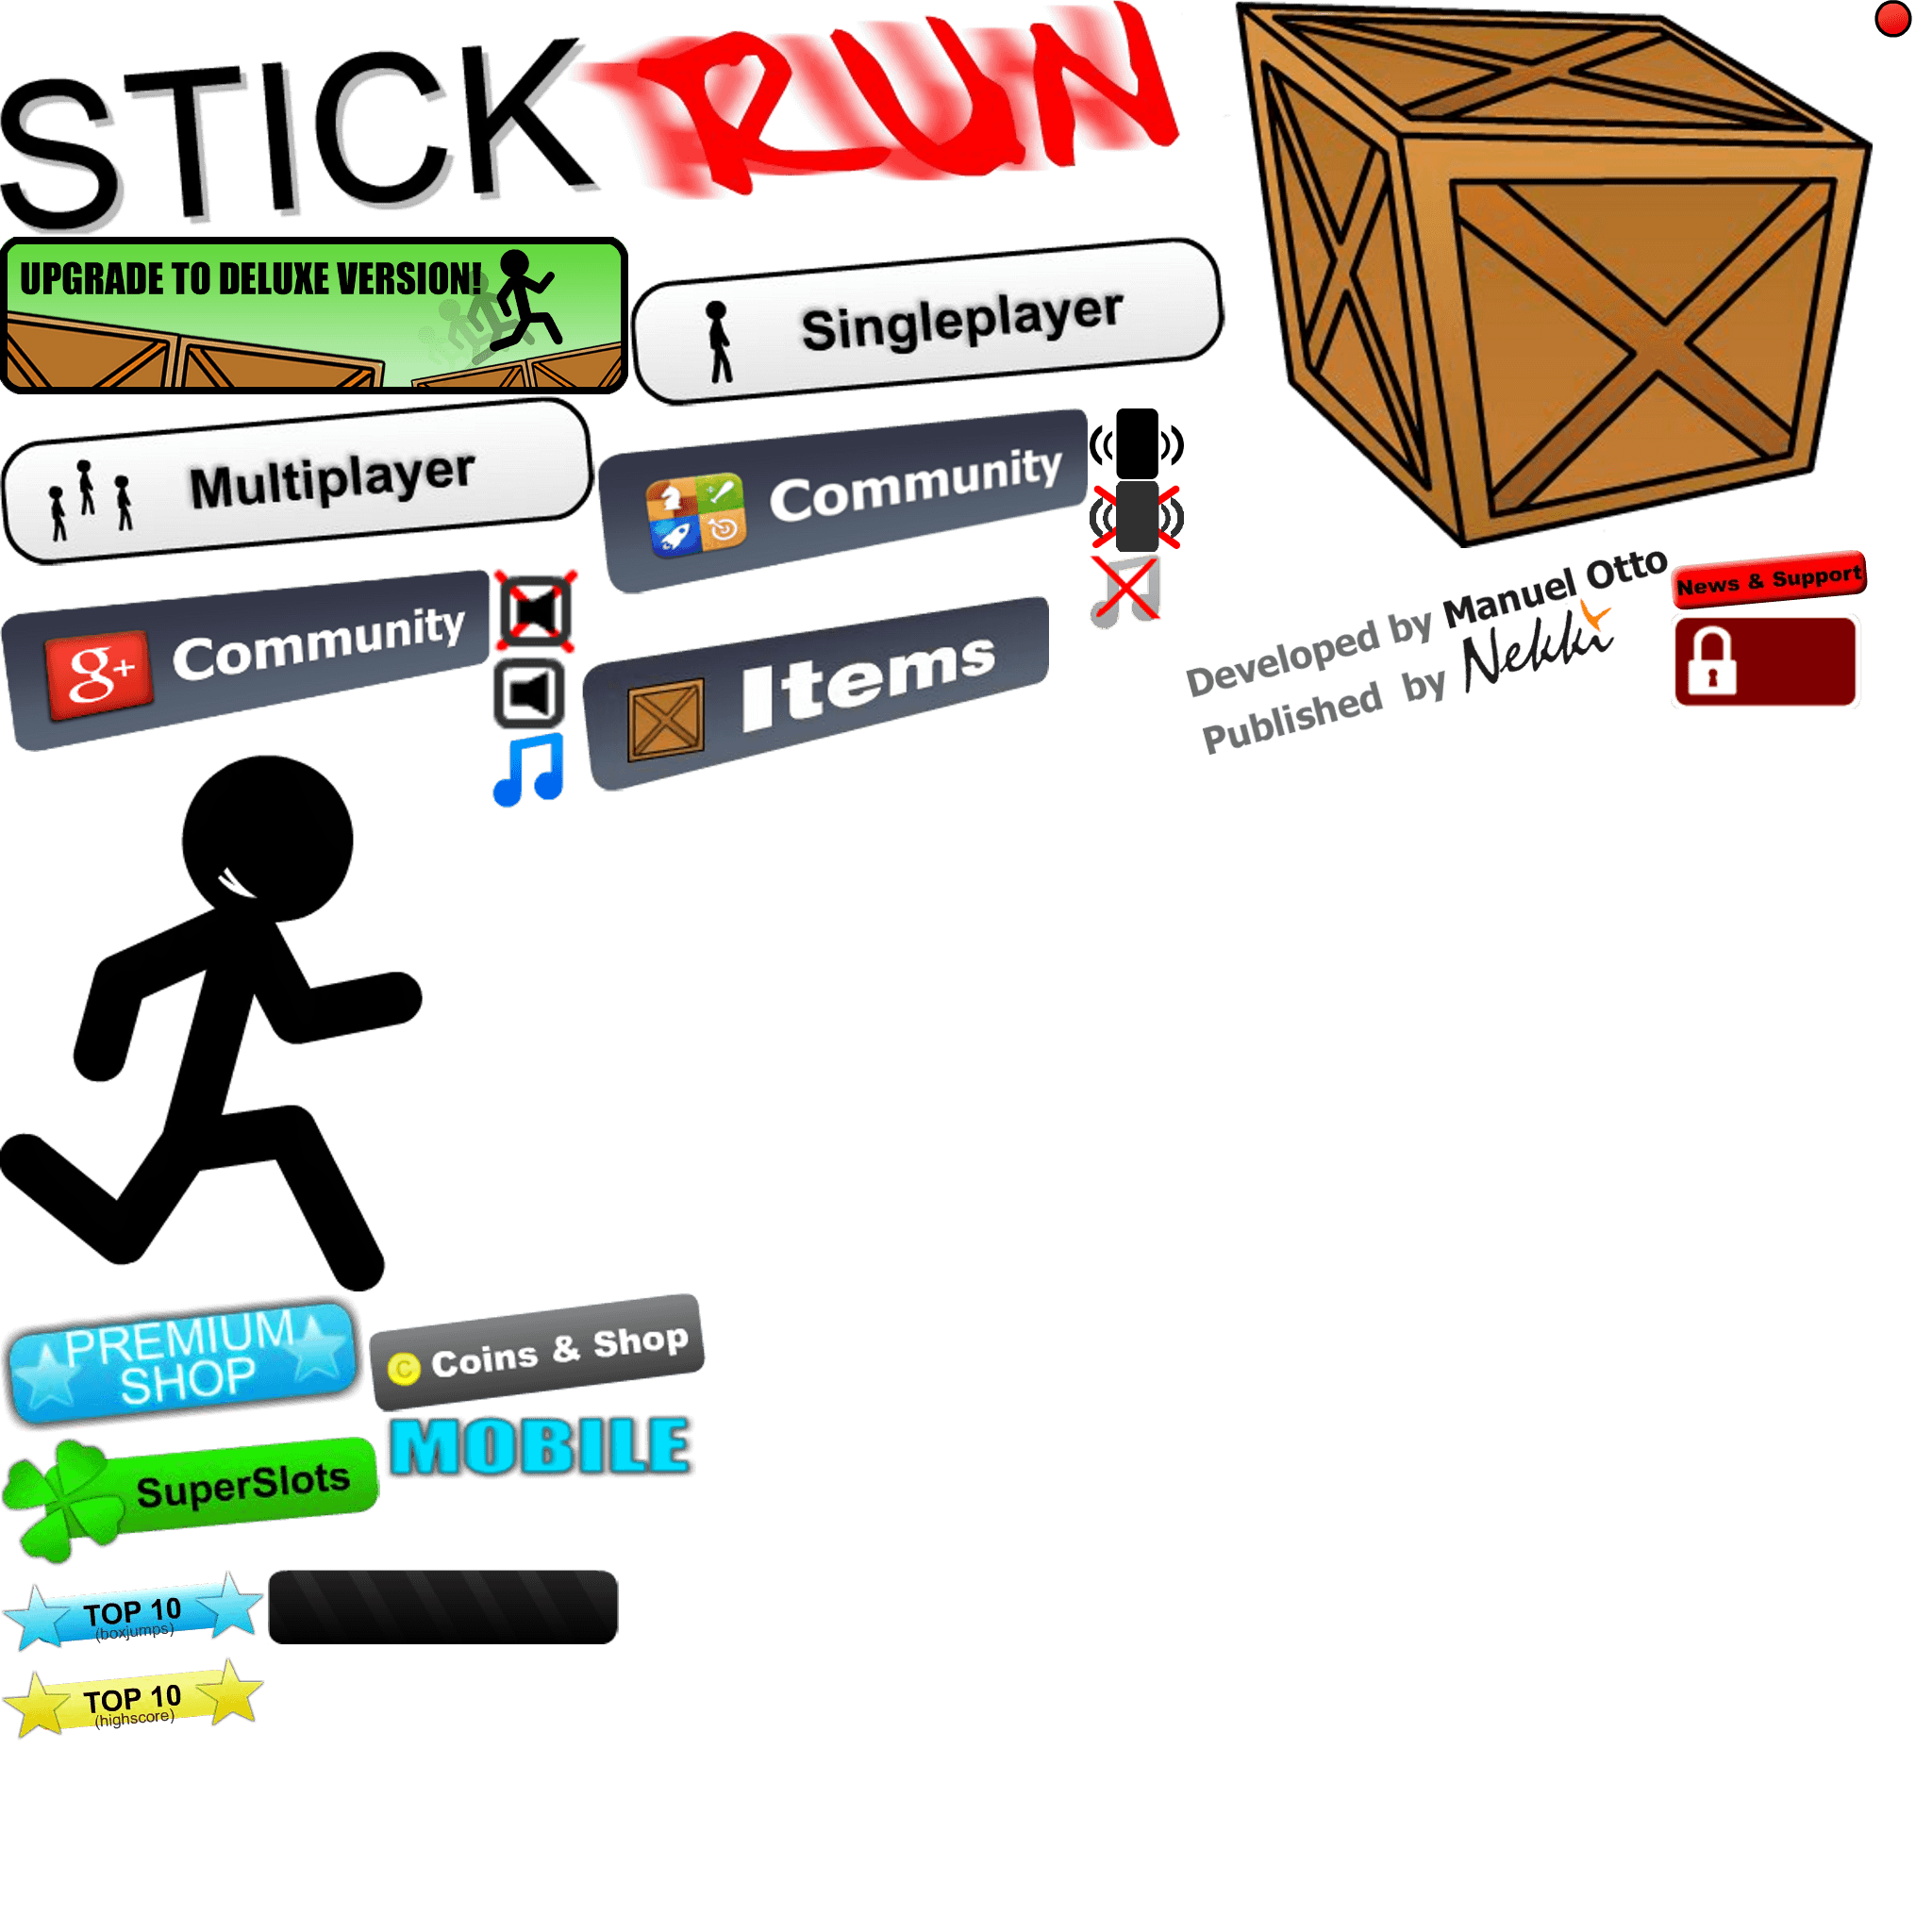 STICK RUN
UPGRADE TO DELUXE VERSION!
Singleplayer
Multiplayer
Community
g+ Community
Items
Developed by Manuel Otto
Published by Nekki
News & Support
PREMIUM
SHOP
C Coins & Shop
MOBILE
SuperSlots
TOP 10
(boxjumps)
TOP 10
(highscore)